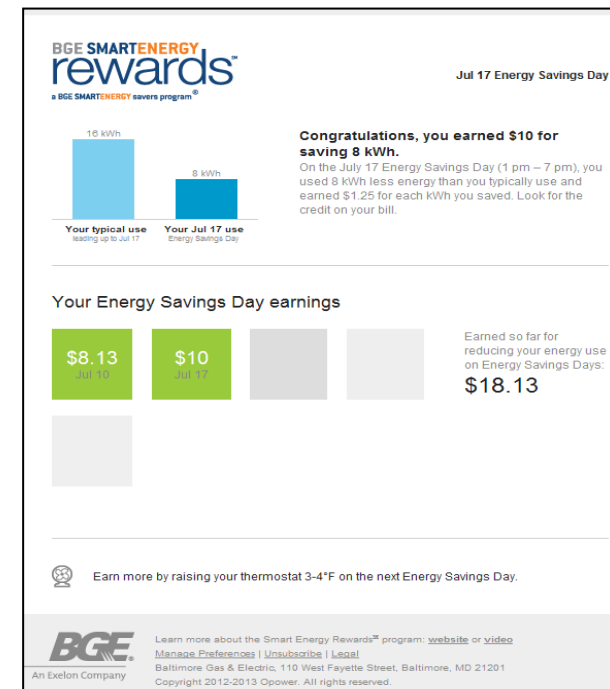 BGE SMARTENERGY
rewards℠
a BGE SMARTENERGY savers program®
Jul 17 Energy Savings Day
16 kWh
8 kWh
Your typical use
leading up to Jul 17
Your Jul 17 use
Energy Savings Day
Congratulations, you earned $10 for
saving 8 kWh.
On the July 17 Energy Savings Day (1 pm – 7 pm), you
used 8 kWh less energy than you typically use and
earned $1.25 for each kWh you saved. Look for the
credit on your bill.
Your Energy Savings Day earnings
$8.13
Jul 10
$10
Jul 17
Earned so far for
reducing your energy use
on Energy Savings Days:
$18.13
Earn more by raising your thermostat 3-4°F on the next Energy Savings Day.
BGE.
An Exelon Company
Learn more about the Smart Energy Rewards℠ program: website or video
Manage Preferences | Unsubscribe | Legal
Baltimore Gas & Electric, 110 West Fayette Street, Baltimore, MD 21201
Copyright 2012-2013 Opower. All rights reserved.